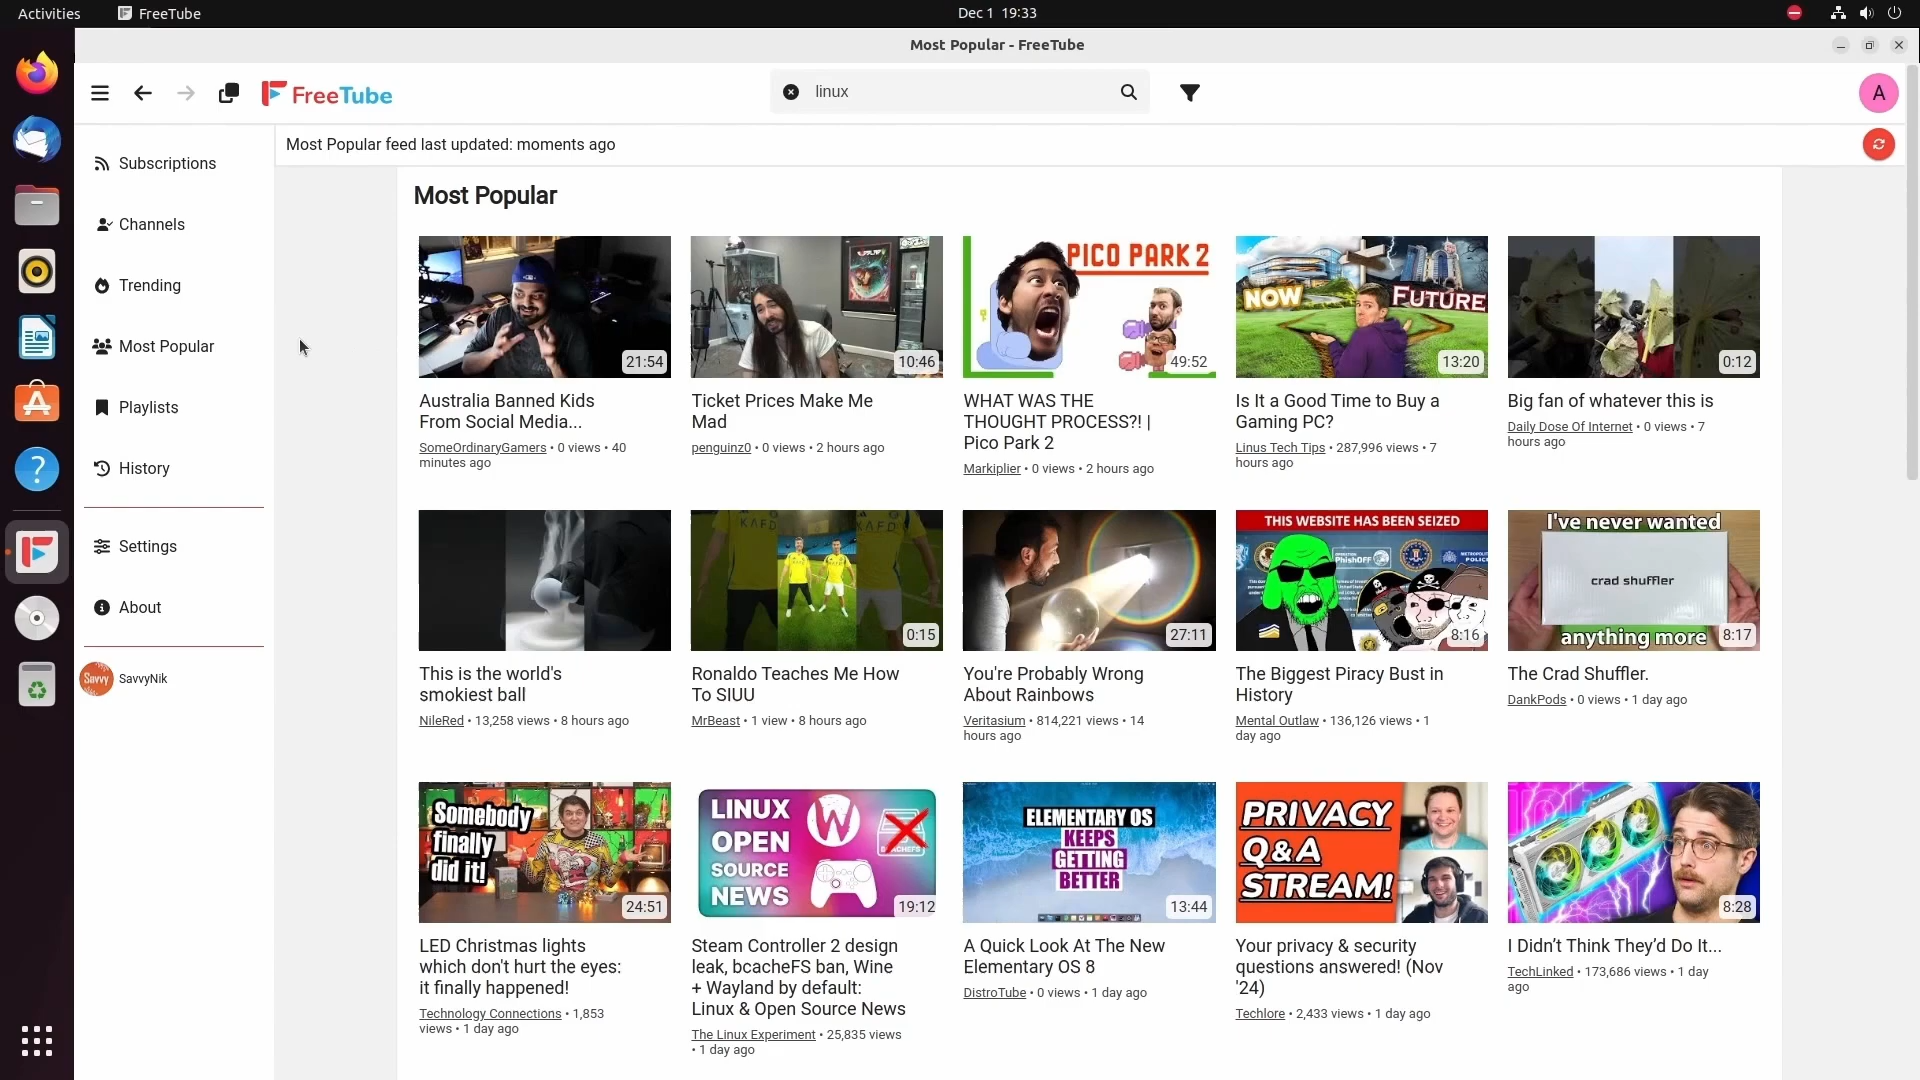 Activities FreeTube Dec 1 19:33
Most Popular - FreeTube
FreeTube linux A
Most Popular feed last updated: moments ago
Subscriptions
Channels
Trending
Most Popular
Playlists
History
Settings
About
Savvy SavvyNik
Most Popular
21:54
Australia Banned Kids
From Social Media...
SomeOrdinaryGamers • 0 views • 40
minutes ago
10:46
Ticket Prices Make Me
Mad
penguinz0 • 0 views • 2 hours ago
PICO PARK 2
49:52
WHAT WAS THE
THOUGHT PROCESS?! |
Pico Park 2
Markiplier • 0 views • 2 hours ago
NOW FUTURE
13:20
Is It a Good Time to Buy a
Gaming PC?
Linus Tech Tips • 287,996 views • 7
hours ago
0:12
Big fan of whatever this is
Daily Dose Of Internet • 0 views • 7
hours ago
This is the world's
smokiest ball
NileRed • 13,258 views • 8 hours ago
KAFD KAFD
0:15
Ronaldo Teaches Me How
To SIUU
MrBeast • 1 view • 8 hours ago
27:11
You're Probably Wrong
About Rainbows
Veritasium • 814,221 views • 14
hours ago
THIS WEBSITE HAS BEEN SEIZED
OPERATION
PhishOFF
METROPOLITAN
POLICE
8:16
The Biggest Piracy Bust in
History
Mental Outlaw • 136,126 views • 1
day ago
I've never wanted
crad shuffler
anything more
8:17
The Crad Shuffler.
DankPods • 0 views • 1 day ago
Somebody
finally
did it!
24:51
LED Christmas lights
which don't hurt the eyes:
it finally happened!
Technology Connections • 1,853
views • 1 day ago
LINUX
OPEN
SOURCE
NEWS
BCACHEFS
19:12
Steam Controller 2 design
leak, bcacheFS ban, Wine
+ Wayland by default:
Linux & Open Source News
The Linux Experiment • 25,835 views
• 1 day ago
ELEMENTARY OS
KEEPS
GETTING
BETTER
13:44
A Quick Look At The New
Elementary OS 8
DistroTube • 0 views • 1 day ago
PRIVACY
Q&A
STREAM!
Your privacy & security
questions answered! (Nov
'24)
Techlore • 2,433 views • 1 day ago
8:28
I Didn’t Think They’d Do It...
TechLinked • 173,686 views • 1 day
ago